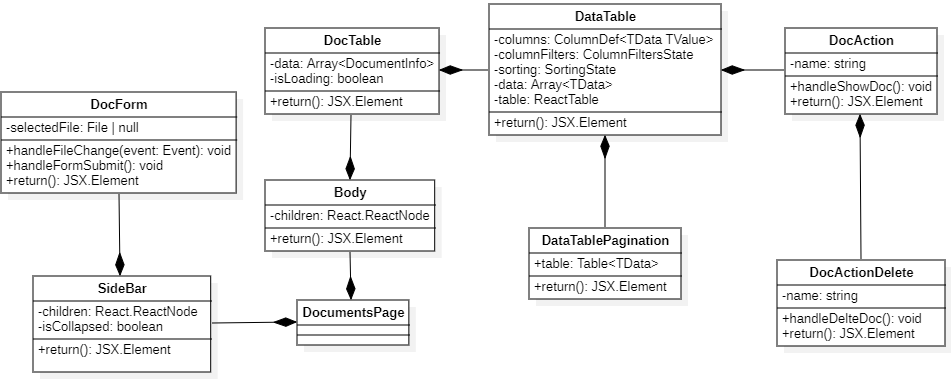 DocForm
-selectedFile: File | null
+handleFileChange(event: Event): void
+handleFormSubmit(): void
+return(): JSX.Element
DocTable
-data: Array<DocumentInfo>
-isLoading: boolean
+return(): JSX.Element
DataTable
-columns: ColumnDef<TData TValue>
-columnFilters: ColumnFiltersState
-sorting: SortingState
-data: Array<TData>
-table: ReactTable
+return(): JSX.Element
DocAction
-name: string
+handleShowDoc(): void
+return(): JSX.Element
Body
-children: React.ReactNode
+return(): JSX.Element
DataTablePagination
+table: Table<TData>
+return(): JSX.Element
DocActionDelete
-name: string
+handleDelteDoc(): void
+return(): JSX.Element
SideBar
-children: React.ReactNode
-isCollapsed: boolean
+return(): JSX.Element
DocumentsPage